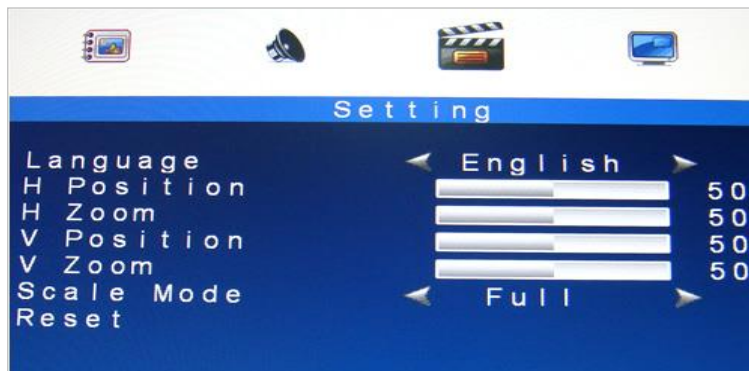 Setting
Language English
H Position 50
H Zoom 50
V Position 50
V Zoom 50
Scale Mode Full
Reset